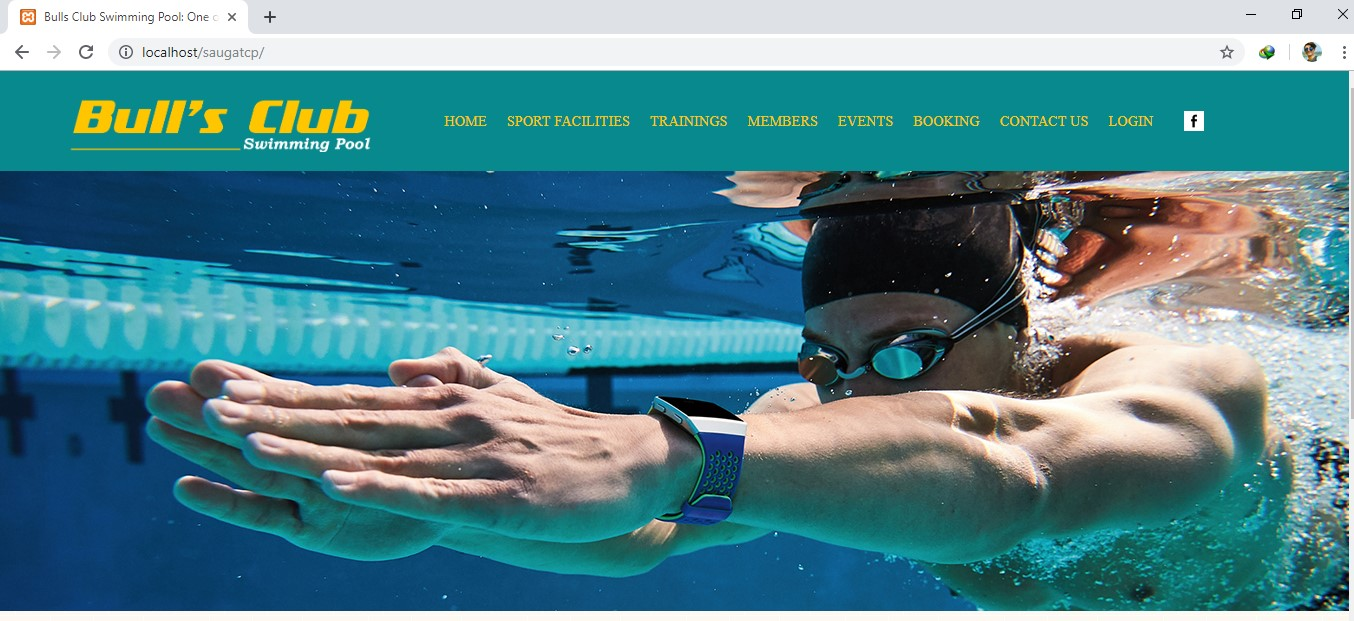 Bulls Club Swimming Pool: One
localhost/saugatcp/
Bull's Club
Swimming Pool
HOME SPORT FACILITIES TRAININGS MEMBERS EVENTS BOOKING CONTACT US LOGIN f